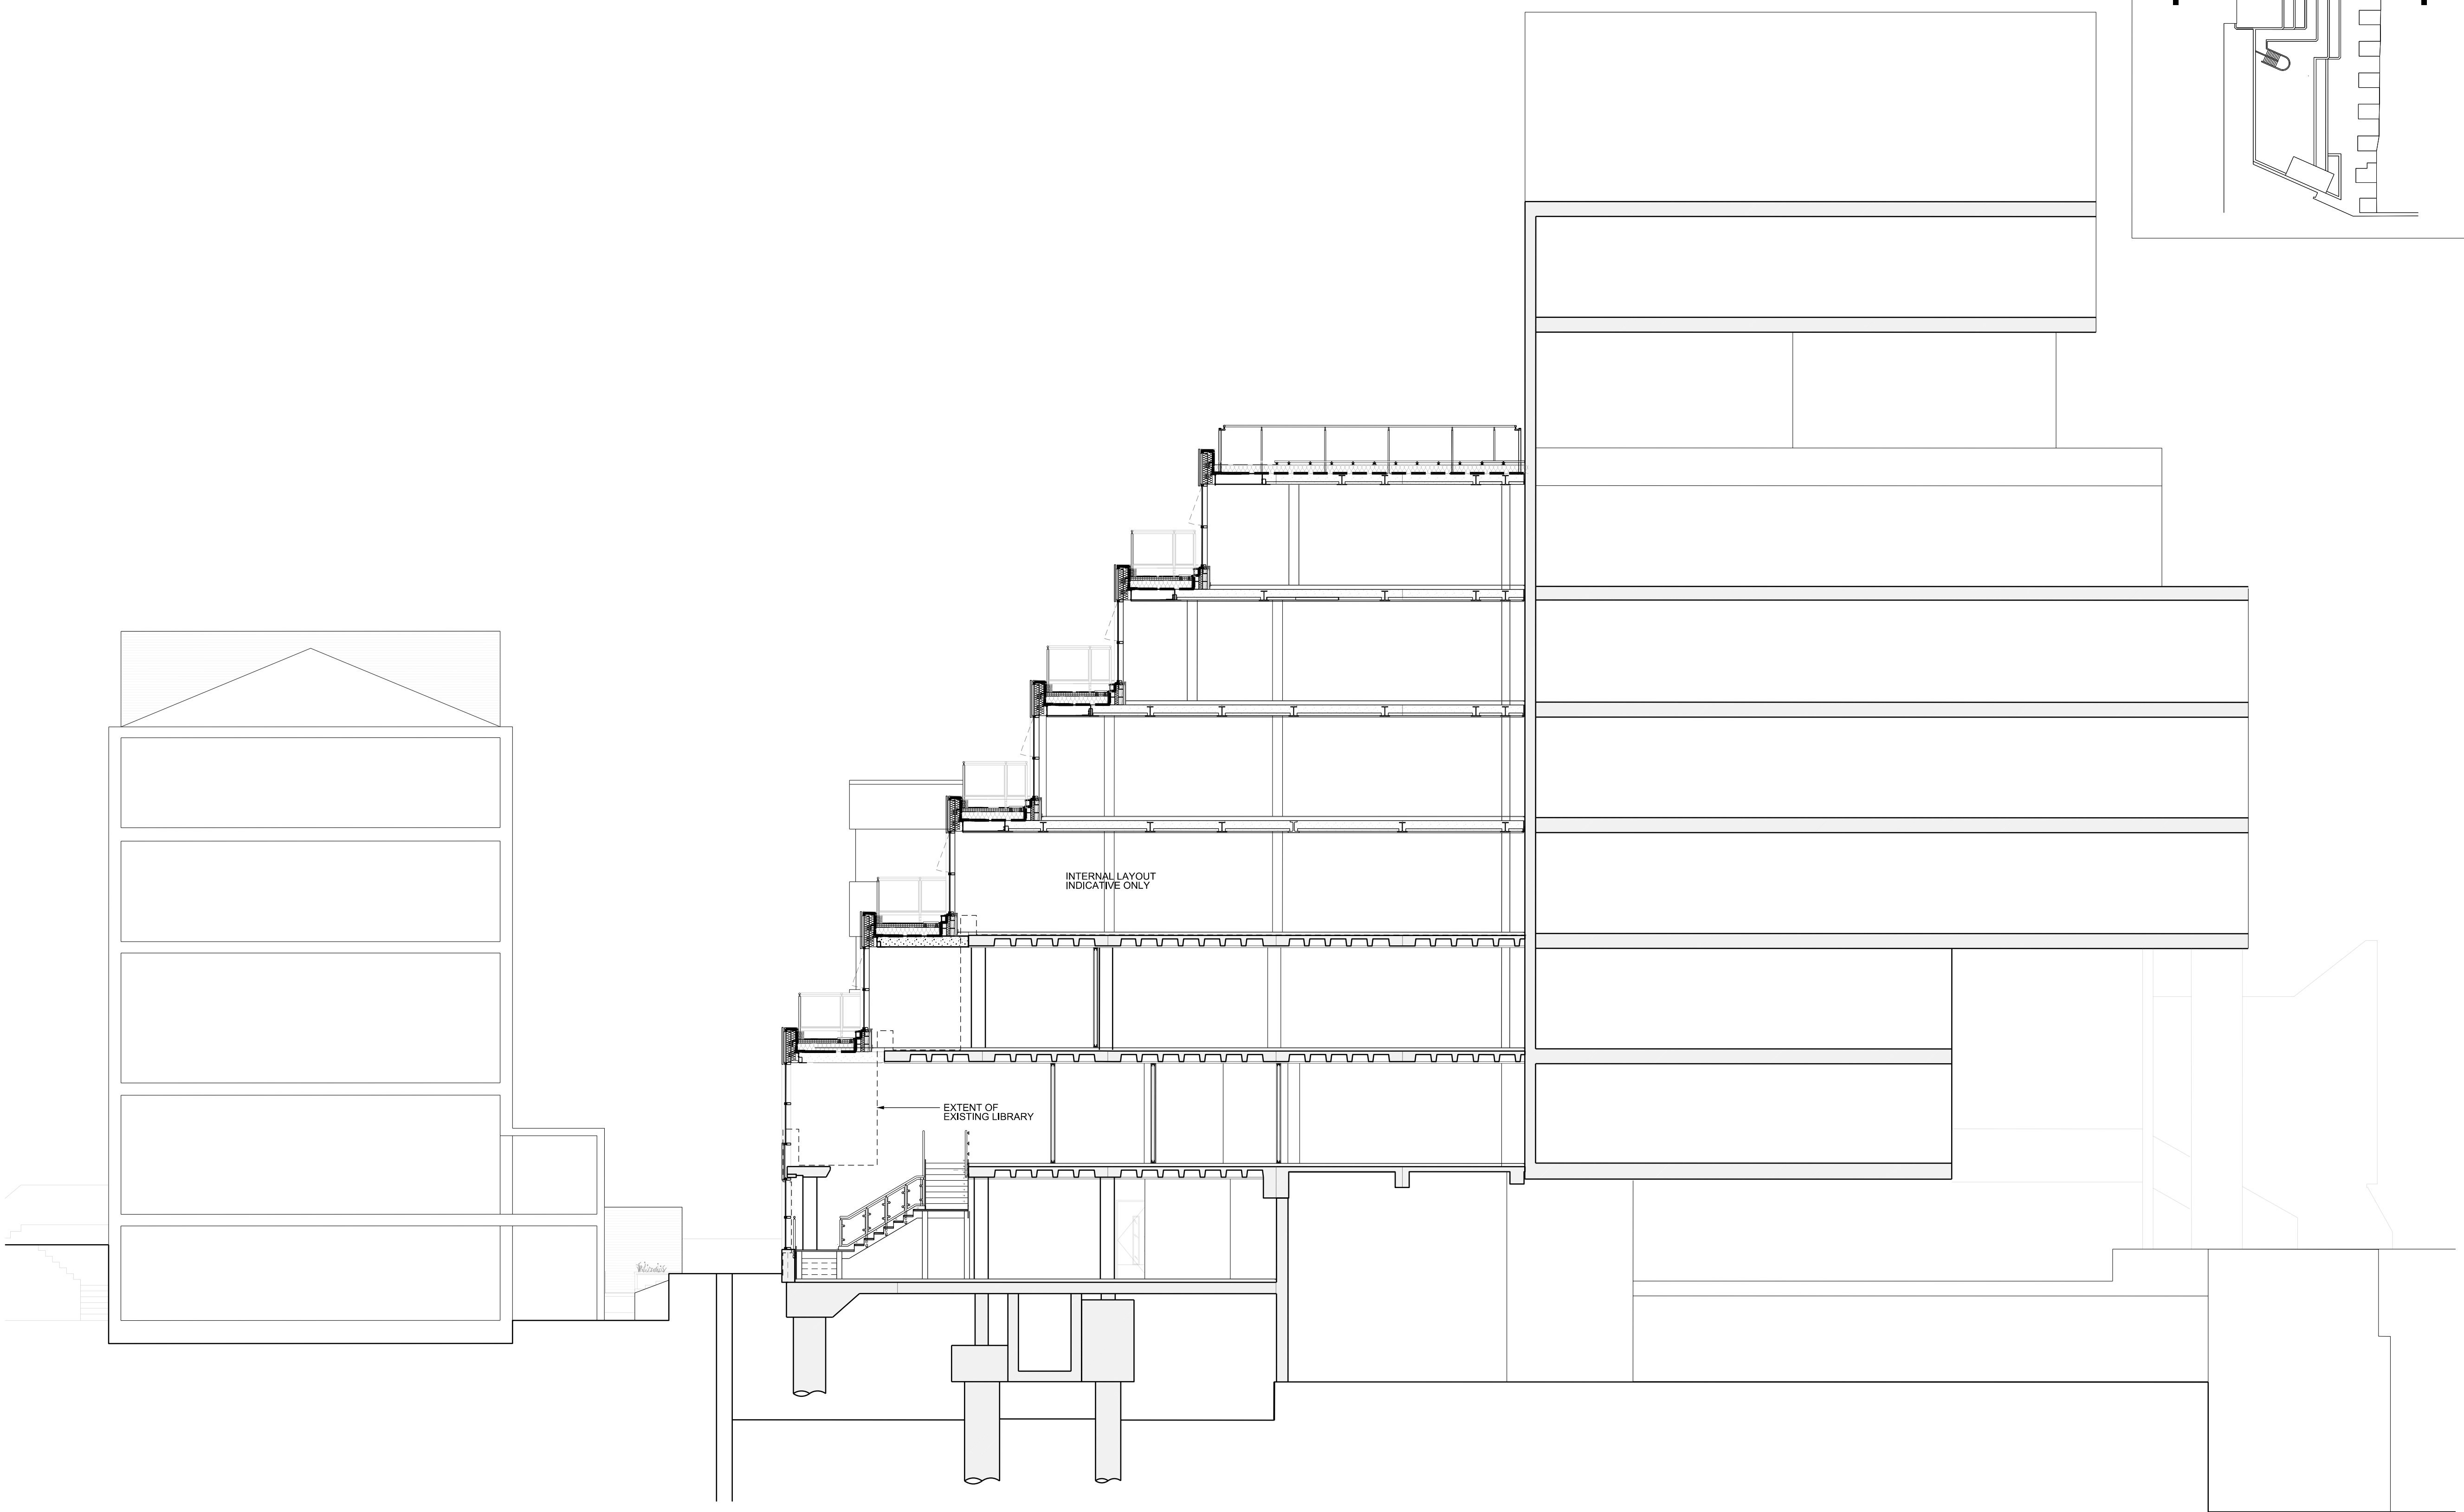 INTERNAL LAYOUT
INDICATIVE ONLY
EXTENT OF
EXISTING LIBRARY